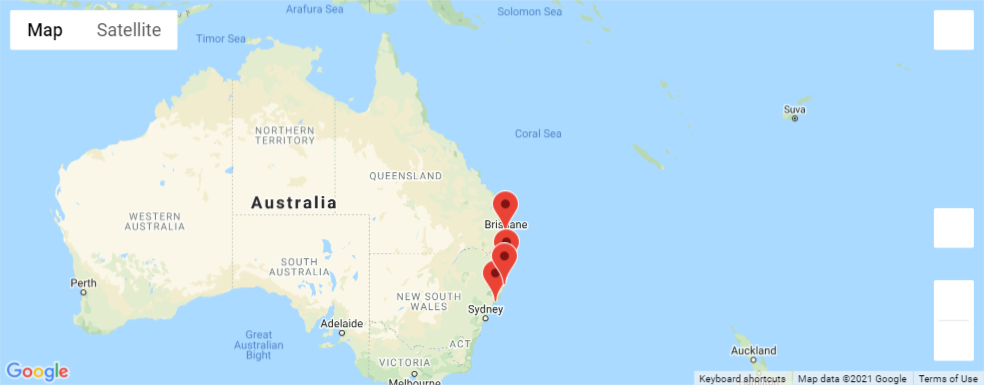 Arafura Sea
Solomon Sea
Map
Satellite
Timor Sea
Suva
NORTHERN
TERRITORY
Coral Sea
QUEENSLAND
Australia
WESTERN
AUSTRALIA
Brisbane
SOUTH
AUSTRALIA
Perth
NEW SOUTH
WALES
Sydney
Adelaide
Great
Australian
Bight
ACT
Auckland
VICTORIA
Melbourne
Google
Keyboard shortcuts
Map data ©2021 Google
Terms of Use